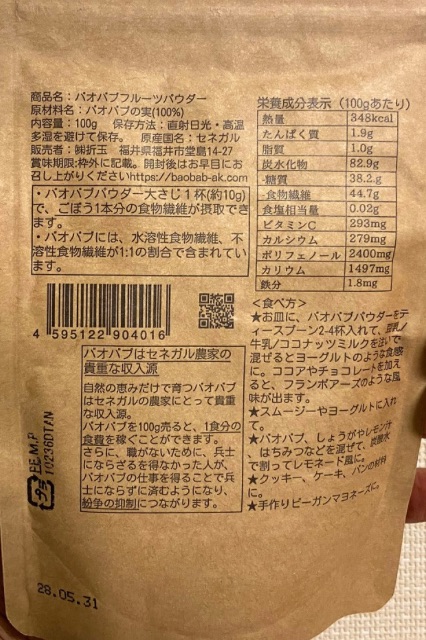 商品名：バオバブフルーツパウダー
原材料名：バオバブの実(100%)
内容量：100g　保存方法：直射日光・高温
多湿を避けて保存。　原産国名：セネガル
販売者：㈱折玉　福井県福井市堂島14-27
賞味期限:枠外に記載。開封後はお早目にお
召し上がりくださいhttps://baobab-ak.com
・バオバブパウダー大さじ１杯(約10g)
で、ごぼう1本分の食物繊維が摂取でき
ます。
・バオバブには、水溶性食物繊維、不
溶性食物繊維が1:1の割合で含まれてい
ます。
4 595122 904016
バオバブはセネガル農家の
貴重な収入源
自然の恵みだけで育つバオバブ
はセネガルの農家にとって貴重
な収入源。
バオバブを100g売ると、1食分の
食費を稼ぐことができます。
さらに、職がないために、兵士
にならざるを得なかった人が、
バオバブの仕事を得ることで兵
士にならずに済むようになり、
紛争の抑制につながります。
栄養成分表示（100gあたり）
熱量 348kcal
たんぱく質 1.9g
脂質 1.0g
炭水化物 82.9g
-糖質 38.2.g
-食物繊維 44.7g
食塩相当量 0.02g
ビタミンC 293mg
カルシウム 279mg
ポリフェノール 2400mg
カリウム 1497mg
鉄分 1.8mg
＜食べ方＞
★お皿に、バオバブパウダーをテ
ィースプーン2-4杯入れて、豆乳/
牛乳/ココナッツミルクを注いで
混ぜるとヨーグルトのような食感
に。ココアやチョコレートを加え
ると、フランボアーズのような風
味が出ます。
★スムージーやヨーグルトに入れ
て。
★バオバブ、しょうがやレモン汁
、はちみつなどを混ぜて、炭酸水
で割ってレモネード風に。
★クッキー、ケーキ、パンの材料
に。
★手作りビーガンマヨネーズに。
PE.M.P
10236DTAN
プラ
28.05.31